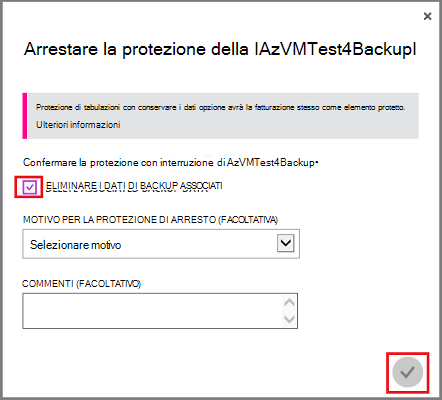 Arrestare la protezione della IAzVMTest4BackupI
Protezione di tabulazioni con conservare i dati opzione avrà la fatturazione stesso come elemento protetto.
Ulteriori informazioni
Confermare la protezione con interruzione di AzVMTest4Backup•
ELIMINARE I DATI DI BACKUP ASSOCIATI
MOTIVO PER LA PROTEZIONE DI ARRESTO (FACOLTATIVA)
Selezionare motivo
COMMENTI (FACOLTATIVO)